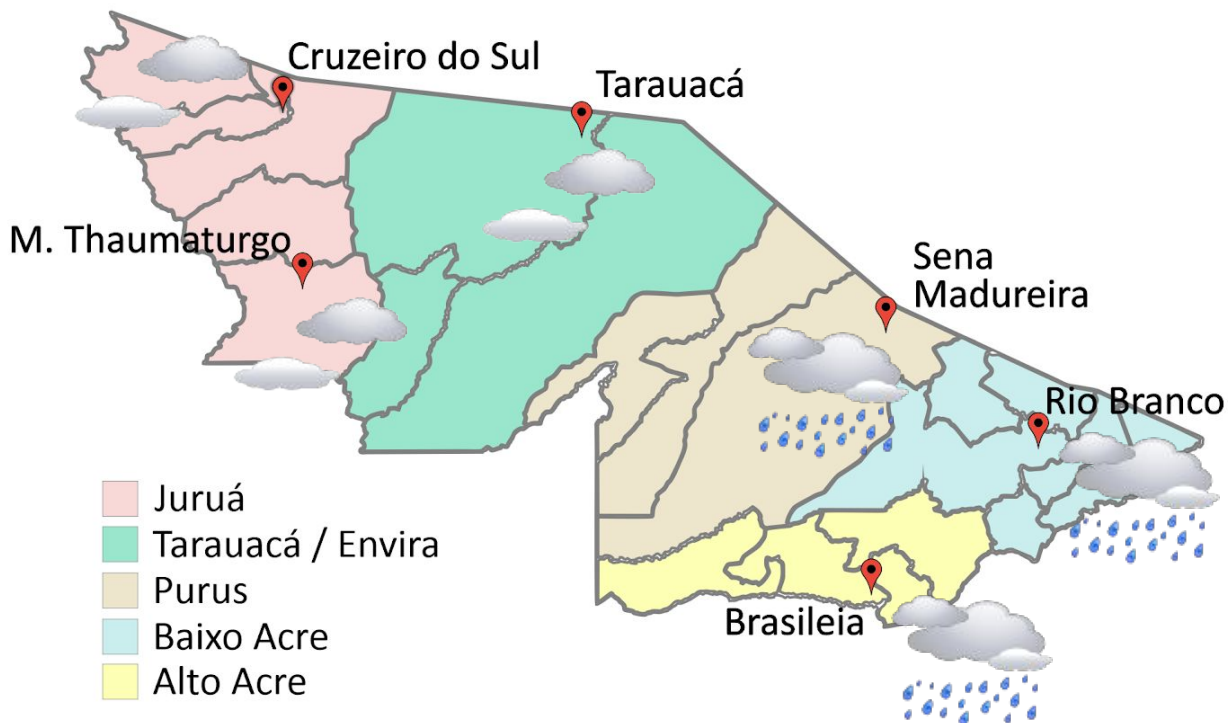 Cruzeiro do Sul
Tarauacá
M. Thaumaturgo
Sena
Madureira
Rio Branco
Brasileia
Juruá
Tarauacá / Envira
Purus
Baixo Acre
Alto Acre